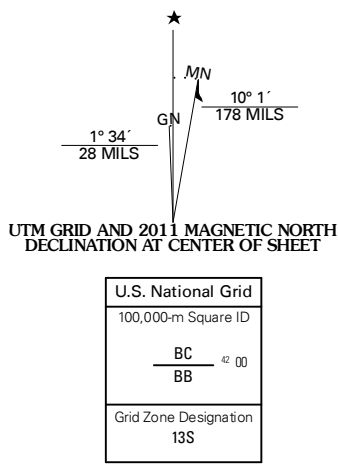 ★
MN
GN
10° 1´
178 MILS
1° 34´
28 MILS
UTM GRID AND 2011 MAGNETIC NORTH
DECLINATION AT CENTER OF SHEET
U.S. National Grid
100,000-m Square ID
BC
42 00
BB
Grid Zone Designation
13S